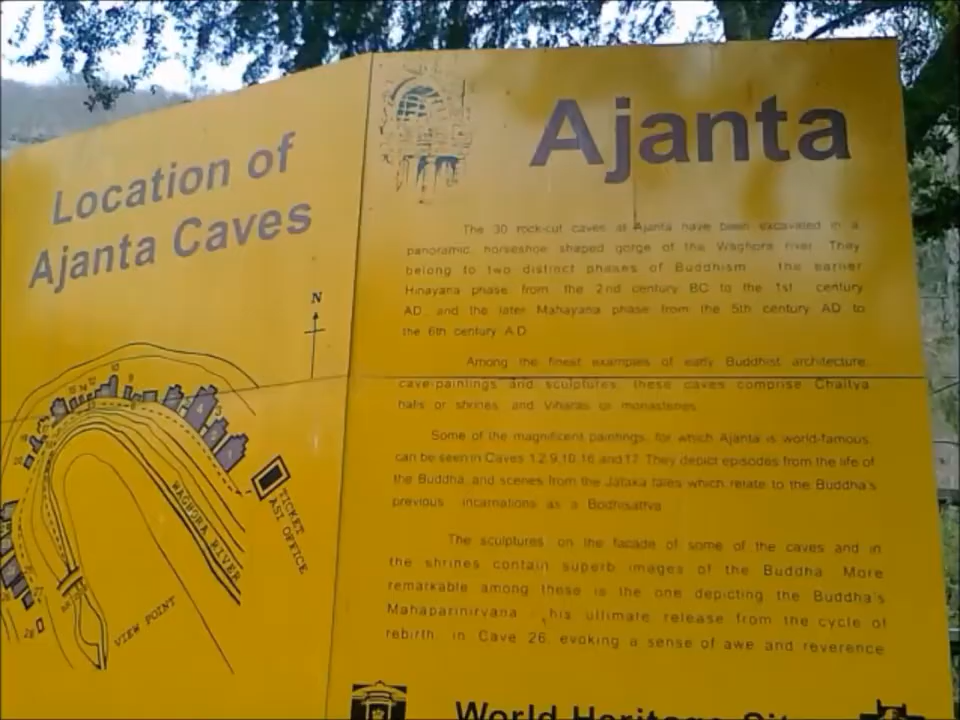 Location of
Ajanta Caves
N
TICKET
ASI OFFICE
WAGHORA RIVER
VIEW POINT
Ajanta
The 30 rock-cut caves at Ajanta have been excavated in a
panoramic, horseshoe shaped gorge of the Waghora river. They
belong to two distinct phases of Buddhism the earlier
Hinayana phase from the 2nd century BC to the 1st century
AD, and the later Mahayana phase from the 5th century AD to
the 6th century A.D.
Among the finest examples of early Buddhist architecture,
cave-paintings and sculptures, these caves comprise Chaitya
halls or shrines, and Viharas or monasteries.
Some of the magnificent paintings, for which Ajanta is world-famous,
can be seen in Caves 1,2,9,10,16 and 17. They depict episodes from the life of
the Buddha, and scenes from the Jataka tales which relate to the Buddha's
previous incarnations as a Bodhisattva
The sculptures on the facade of some of the caves and in
the shrines contain superb images of the Buddha. More
remarkable among these is the one depicting the Buddha's
Mahaparinirvana his ultimate release from the cycle of
rebirth, in Cave 26, evoking a sense of awe and reverence
World Heritage Site